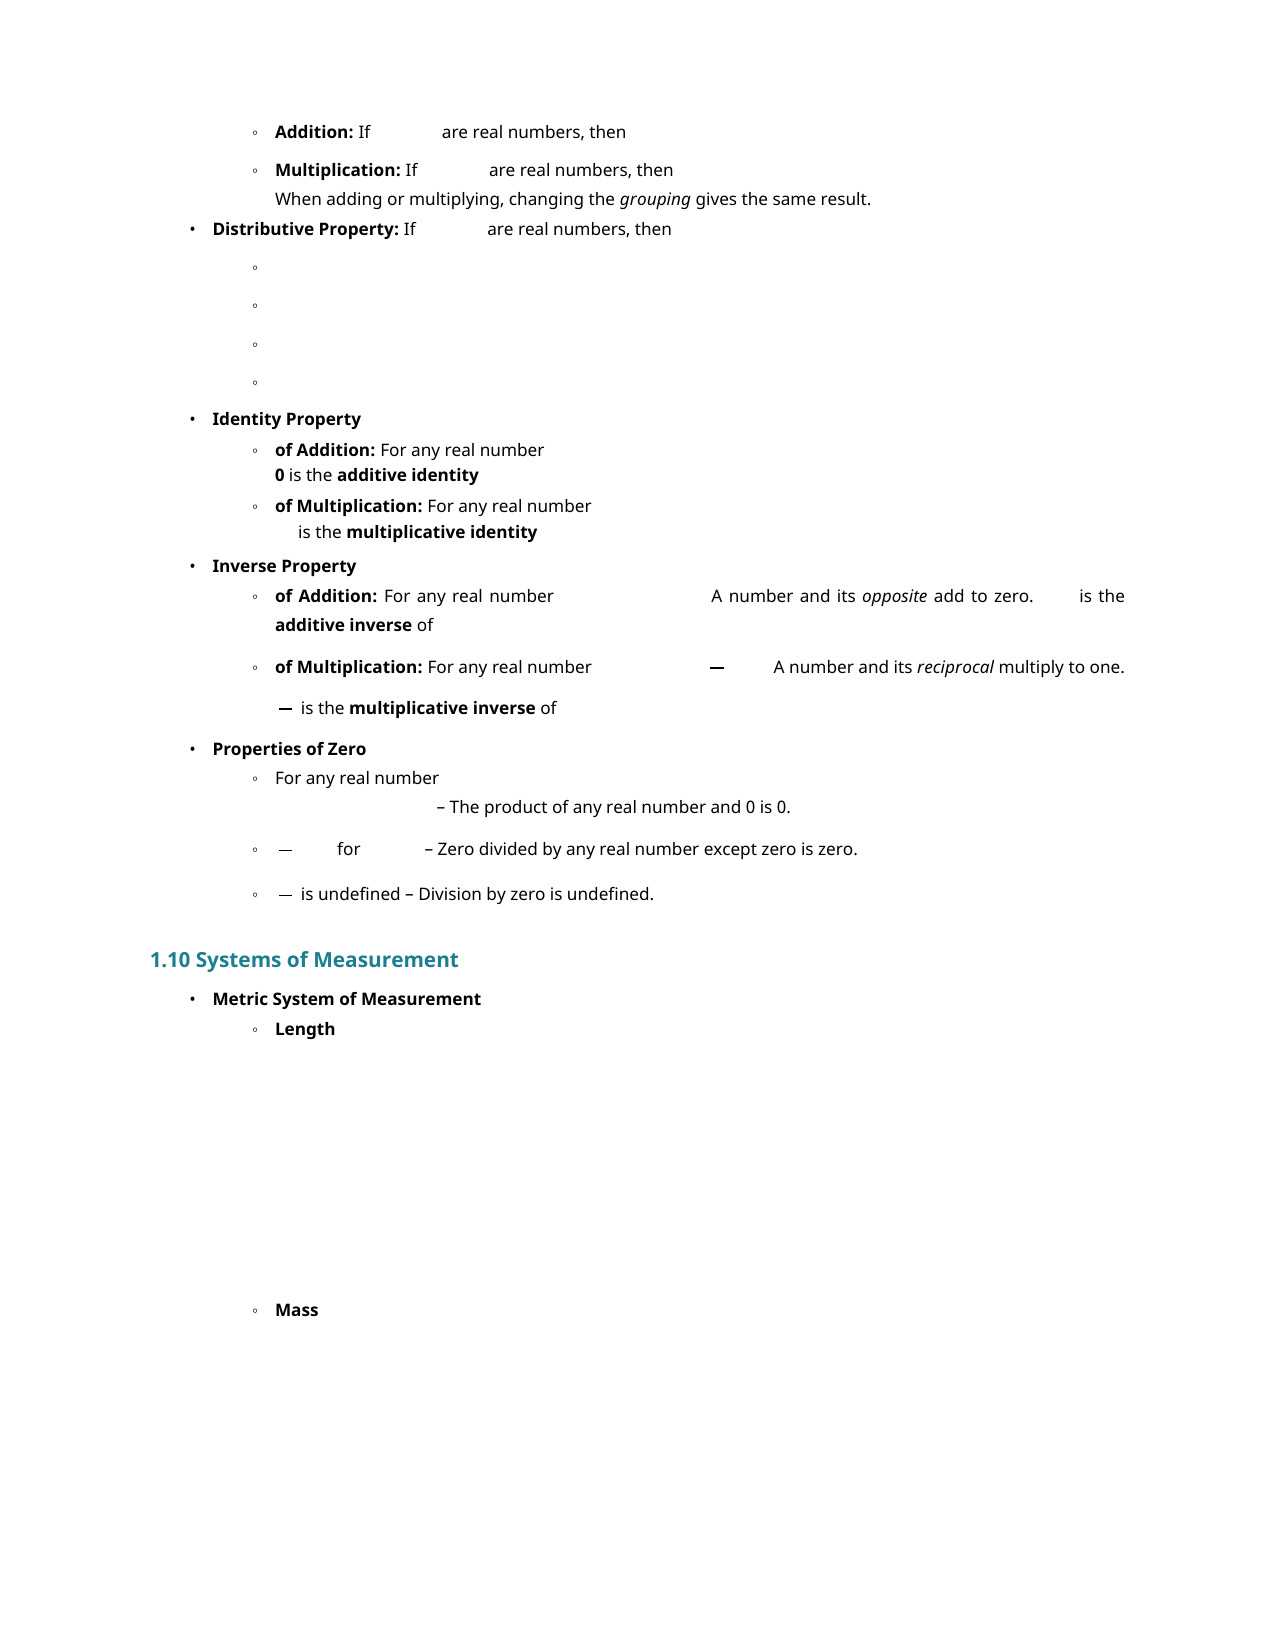 ◦ Addition: If are real numbers, then
◦ Multiplication: If are real numbers, then
When adding or multiplying, changing the grouping gives the same result.
• Distributive Property: If are real numbers, then
◦
◦
◦
◦
• Identity Property
◦ of Addition: For any real number
0 is the additive identity
◦ of Multiplication: For any real number
is the multiplicative identity
• Inverse Property
◦ of Addition: For any real number A number and its opposite add to zero. is the
additive inverse of
◦ of Multiplication: For any real number — A number and its reciprocal multiply to one.
— is the multiplicative inverse of
• Properties of Zero
◦ For any real number
– The product of any real number and 0 is 0.
◦ — for – Zero divided by any real number except zero is zero.
◦ — is undefined – Division by zero is undefined.
1.10 Systems of Measurement
• Metric System of Measurement
◦ Length
◦ Mass